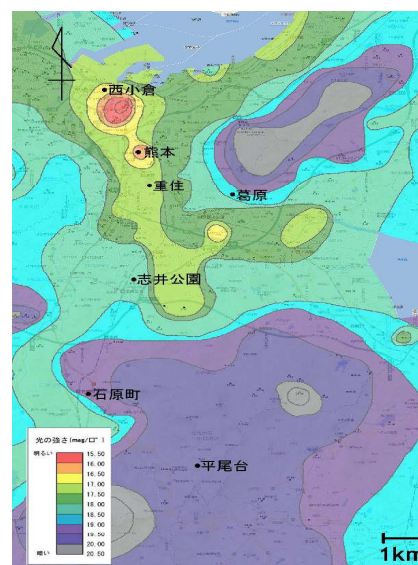 西小倉
熊本
重住
葛原
志井公園
石原町
平尾台
光の強さ(mag/□″)
明るい
15.50
16.00
16.50
17.00
17.50
18.00
18.50
19.00
19.50
20.00
20.50
暗い
1km